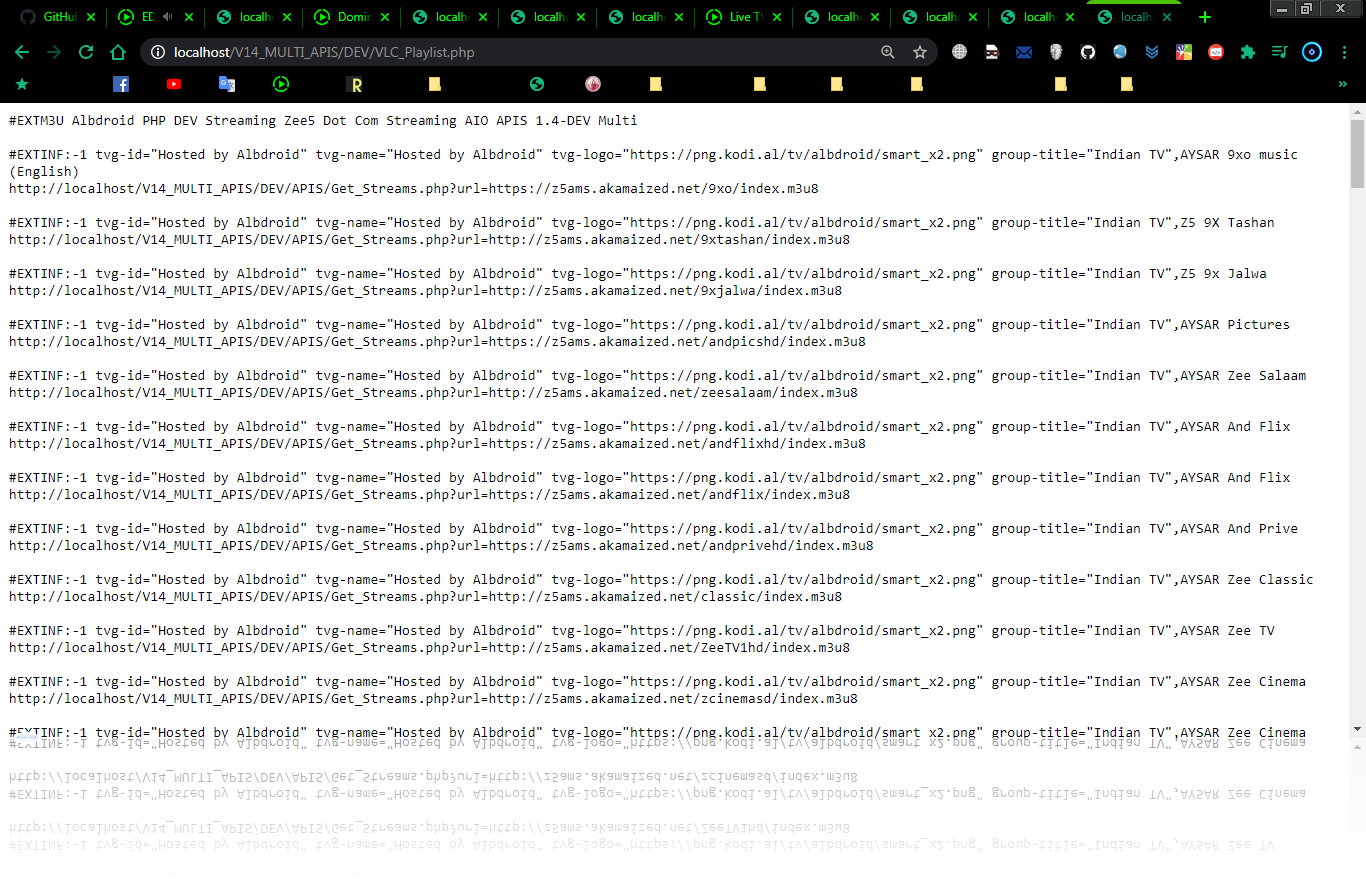 GitHub
ED
localh
Domin
localh
localh
localh
Live TV
localh
localh
localh
localh
localhost/V14_MULTI_APIS/DEV/VLC_Playlist.php
#EXTM3U Albdroid PHP DEV Streaming Zee5 Dot Com Streaming AIO APIS 1.4-DEV Multi
#EXTINF:-1 tvg-id="Hosted by Albdroid" tvg-name="Hosted by Albdroid" tvg-logo="https://png.kodi.al/tv/albdroid/smart_x2.png" group-title="Indian TV",AYSAR 9xo music
(English)
http://localhost/V14_MULTI_APIS/DEV/APIS/Get_Streams.php?url=https://z5ams.akamaized.net/9xo/index.m3u8
#EXTINF:-1 tvg-id="Hosted by Albdroid" tvg-name="Hosted by Albdroid" tvg-logo="https://png.kodi.al/tv/albdroid/smart_x2.png" group-title="Indian TV",Z5 9X Tashan
http://localhost/V14_MULTI_APIS/DEV/APIS/Get_Streams.php?url=http://z5ams.akamaized.net/9xtashan/index.m3u8
#EXTINF:-1 tvg-id="Hosted by Albdroid" tvg-name="Hosted by Albdroid" tvg-logo="https://png.kodi.al/tv/albdroid/smart_x2.png" group-title="Indian TV",Z5 9x Jalwa
http://localhost/V14_MULTI_APIS/DEV/APIS/Get_Streams.php?url=http://z5ams.akamaized.net/9xjalwa/index.m3u8
#EXTINF:-1 tvg-id="Hosted by Albdroid" tvg-name="Hosted by Albdroid" tvg-logo="https://png.kodi.al/tv/albdroid/smart_x2.png" group-title="Indian TV",AYSAR Pictures
http://localhost/V14_MULTI_APIS/DEV/APIS/Get_Streams.php?url=https://z5ams.akamaized.net/andpicshd/index.m3u8
#EXTINF:-1 tvg-id="Hosted by Albdroid" tvg-name="Hosted by Albdroid" tvg-logo="https://png.kodi.al/tv/albdroid/smart_x2.png" group-title="Indian TV",AYSAR Zee Salaam
http://localhost/V14_MULTI_APIS/DEV/APIS/Get_Streams.php?url=https://z5ams.akamaized.net/zeesalaam/index.m3u8
#EXTINF:-1 tvg-id="Hosted by Albdroid" tvg-name="Hosted by Albdroid" tvg-logo="https://png.kodi.al/tv/albdroid/smart_x2.png" group-title="Indian TV",AYSAR And Flix
http://localhost/V14_MULTI_APIS/DEV/APIS/Get_Streams.php?url=https://z5ams.akamaized.net/andflixhd/index.m3u8
#EXTINF:-1 tvg-id="Hosted by Albdroid" tvg-name="Hosted by Albdroid" tvg-logo="https://png.kodi.al/tv/albdroid/smart_x2.png" group-title="Indian TV",AYSAR And Flix
http://localhost/V14_MULTI_APIS/DEV/APIS/Get_Streams.php?url=https://z5ams.akamaized.net/andflix/index.m3u8
#EXTINF:-1 tvg-id="Hosted by Albdroid" tvg-name="Hosted by Albdroid" tvg-logo="https://png.kodi.al/tv/albdroid/smart_x2.png" group-title="Indian TV",AYSAR And Prive
http://localhost/V14_MULTI_APIS/DEV/APIS/Get_Streams.php?url=https://z5ams.akamaized.net/andprivehd/index.m3u8
#EXTINF:-1 tvg-id="Hosted by Albdroid" tvg-name="Hosted by Albdroid" tvg-logo="https://png.kodi.al/tv/albdroid/smart_x2.png" group-title="Indian TV",AYSAR Zee Classic
http://localhost/V14_MULTI_APIS/DEV/APIS/Get_Streams.php?url=http://z5ams.akamaized.net/classic/index.m3u8
#EXTINF:-1 tvg-id="Hosted by Albdroid" tvg-name="Hosted by Albdroid" tvg-logo="https://png.kodi.al/tv/albdroid/smart_x2.png" group-title="Indian TV",AYSAR Zee TV
http://localhost/V14_MULTI_APIS/DEV/APIS/Get_Streams.php?url=http://z5ams.akamaized.net/ZeeTV1hd/index.m3u8
#EXTINF:-1 tvg-id="Hosted by Albdroid" tvg-name="Hosted by Albdroid" tvg-logo="https://png.kodi.al/tv/albdroid/smart_x2.png" group-title="Indian TV",AYSAR Zee Cinema
http://localhost/V14_MULTI_APIS/DEV/APIS/Get_Streams.php?url=http://z5ams.akamaized.net/zcinemasd/index.m3u8
#EXTINF:-1 tvg-id="Hosted by Albdroid" tvg-name="Hosted by Albdroid" tvg-logo="https://png.kodi.al/tv/albdroid/smart_x2.png" group-title="Indian TV",AYSAR Zee Cinema